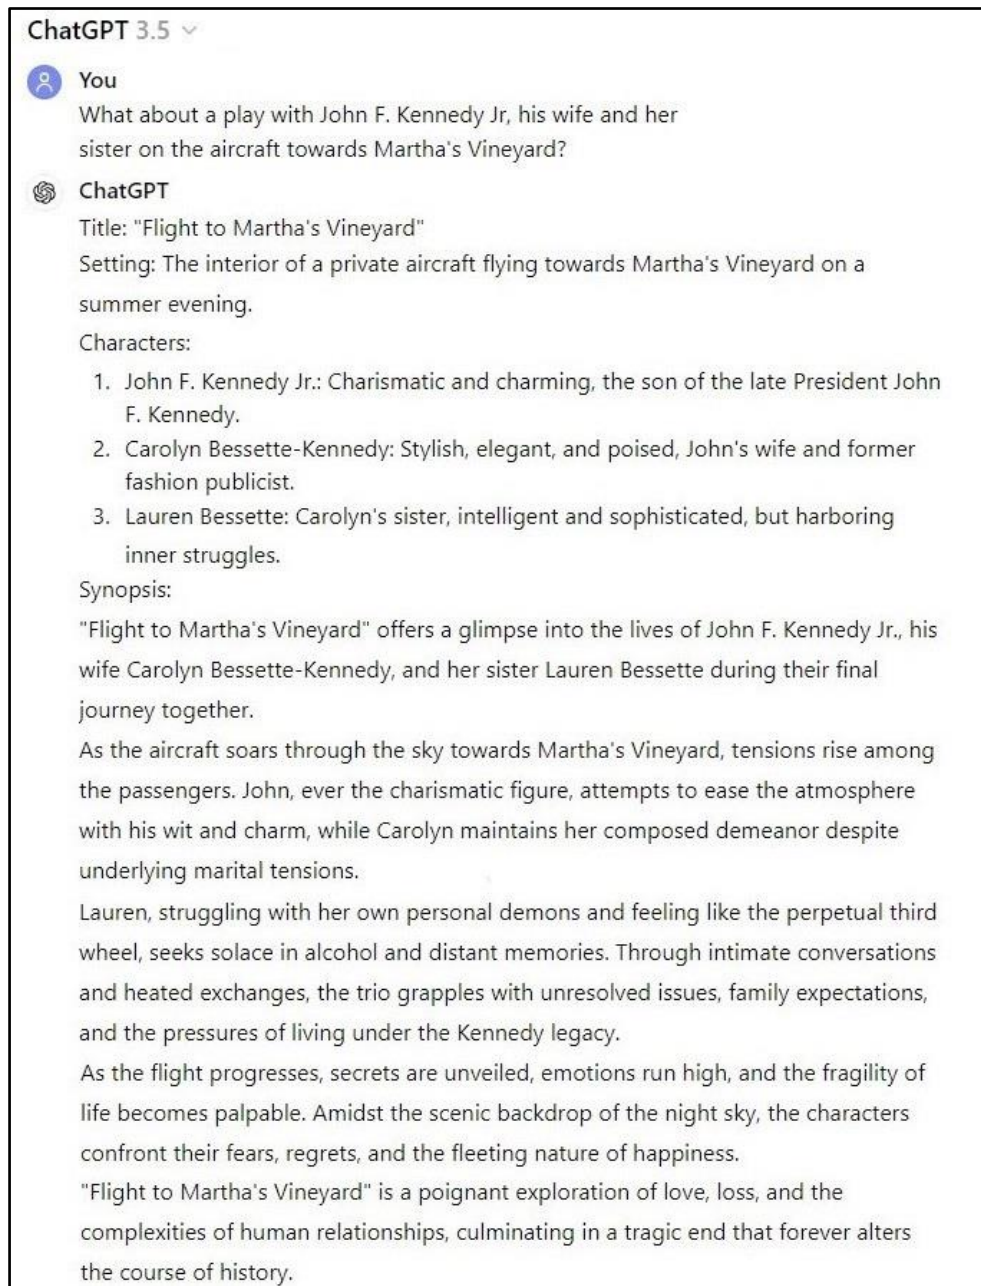 ChatGPT 3.5
You
What about a play with John F. Kennedy Jr, his wife and her
sister on the aircraft towards Martha's Vineyard?
ChatGPT
Title: "Flight to Martha's Vineyard"
Setting: The interior of a private aircraft flying towards Martha's Vineyard on a
summer evening.
Characters:
1. John F. Kennedy Jr.: Charismatic and charming, the son of the late President John
F. Kennedy.
2. Carolyn Bessette-Kennedy: Stylish, elegant, and poised, John's wife and former
fashion publicist.
3. Lauren Bessette: Carolyn's sister, intelligent and sophisticated, but harboring
inner struggles.
Synopsis:
"Flight to Martha's Vineyard" offers a glimpse into the lives of John F. Kennedy Jr., his
wife Carolyn Bessette-Kennedy, and her sister Lauren Bessette during their final
journey together.
As the aircraft soars through the sky towards Martha's Vineyard, tensions rise among
the passengers. John, ever the charismatic figure, attempts to ease the atmosphere
with his wit and charm, while Carolyn maintains her composed demeanor despite
underlying marital tensions.
Lauren, struggling with her own personal demons and feeling like the perpetual third
wheel, seeks solace in alcohol and distant memories. Through intimate conversations
and heated exchanges, the trio grapples with unresolved issues, family expectations,
and the pressures of living under the Kennedy legacy.
As the flight progresses, secrets are unveiled, emotions run high, and the fragility of
life becomes palpable. Amidst the scenic backdrop of the night sky, the characters
confront their fears, regrets, and the fleeting nature of happiness.
"Flight to Martha's Vineyard" is a poignant exploration of love, loss, and the
complexities of human relationships, culminating in a tragic end that forever alters
the course of history.